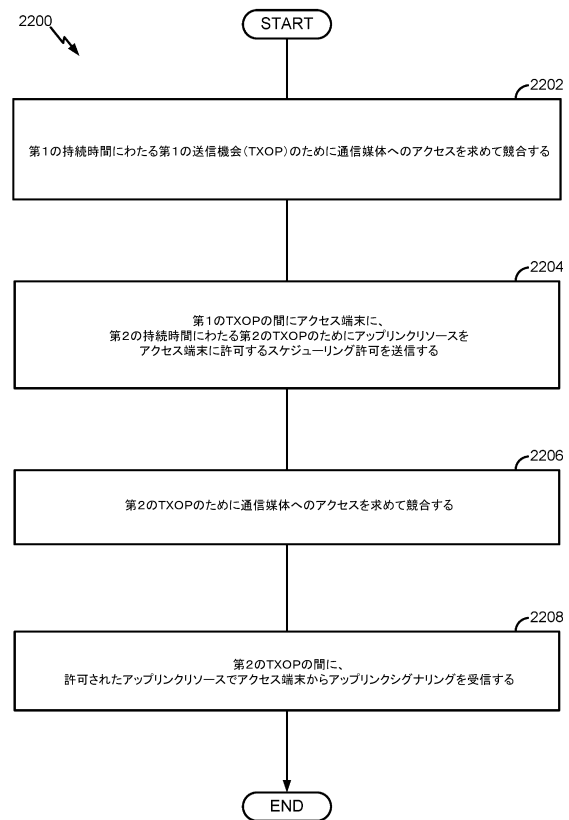 2200
START
2202
第1の持続時間にわたる第1の送信機会(TXOP)のために通信媒体へのアクセスを求めて競合する
2204
第1のTXOPの間にアクセス端末に、
第2の持続時間にわたる第2のTXOPのためにアップリンクリソースを
アクセス端末に許可するスケジューリング許可を送信する
2206
第2のTXOPのために通信媒体へのアクセスを求めて競合する
2208
第2のTXOPの間に、
許可されたアップリンクリソースでアクセス端末からアップリンクシグナリングを受信する
END